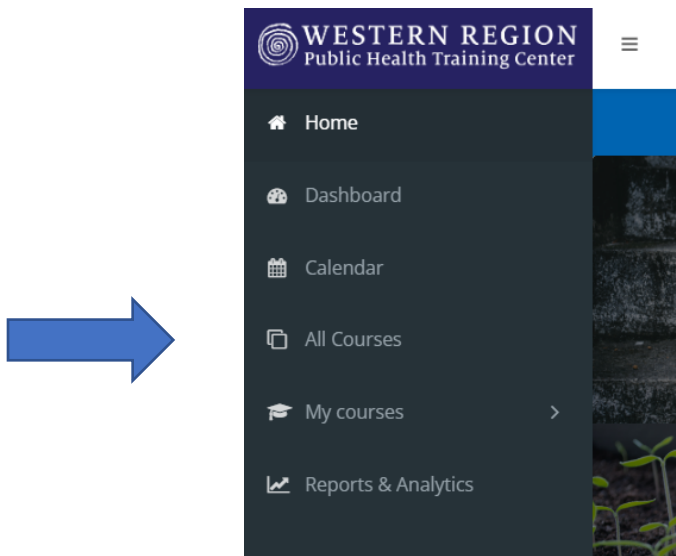 WESTERN REGION
Public Health Training Center
Home
Dashboard
Calendar
All Courses
My courses
Reports & Analytics